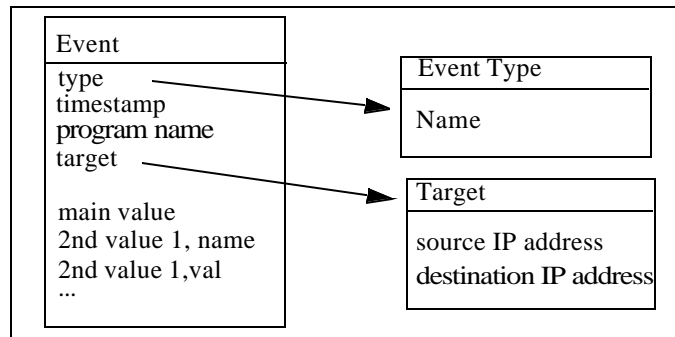 Event
type
timestamp
program name
target
main value
2nd value 1, name
2nd value 1,val
...
Event Type
Name
Target
source IP address
destination IP address